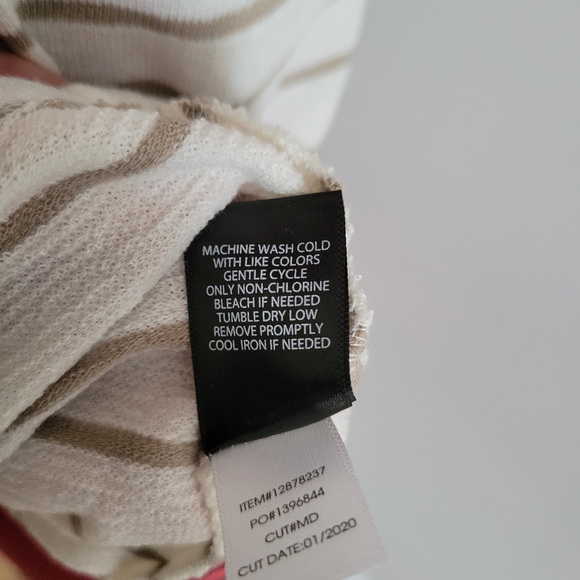 MACHINE WASH COLD
WITH LIKE COLORS
GENTLE CYCLE
ONLY NON-CHLORINE
BLEACH IF NEEDED
TUMBLE DRY LOW
REMOVE PROMPTLY
COOL IRON IF NEEDED
ITEM#12878237
PO#1396844
CUT#MD
CUT DATE:01/2020